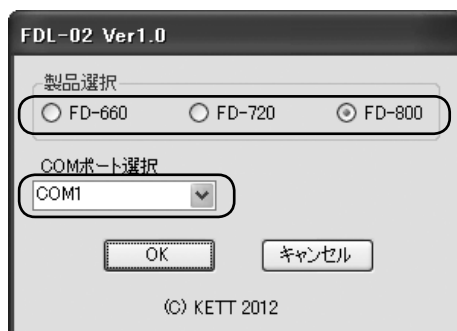 FDL-02 Ver1.0
製品選択
FD-660 FD-720 FD-800
COMポート選択
COM1
OK キャンセル
(C) KETT 2012